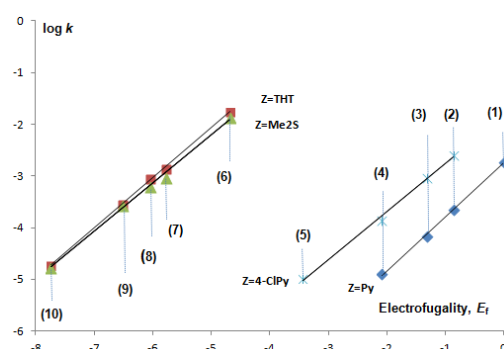 log k
0
-1
-2
-3
-4
-5
-6
Z=THT
Z=Me2S
(6)
(7)
(8)
(9)
(10)
(1)
(2)
(3)
(4)
(5)
Z=4-ClPy
Z=Py
Electrofugality, Ef
-8 -7 -6 -5 -4 -3 -2 -1 0